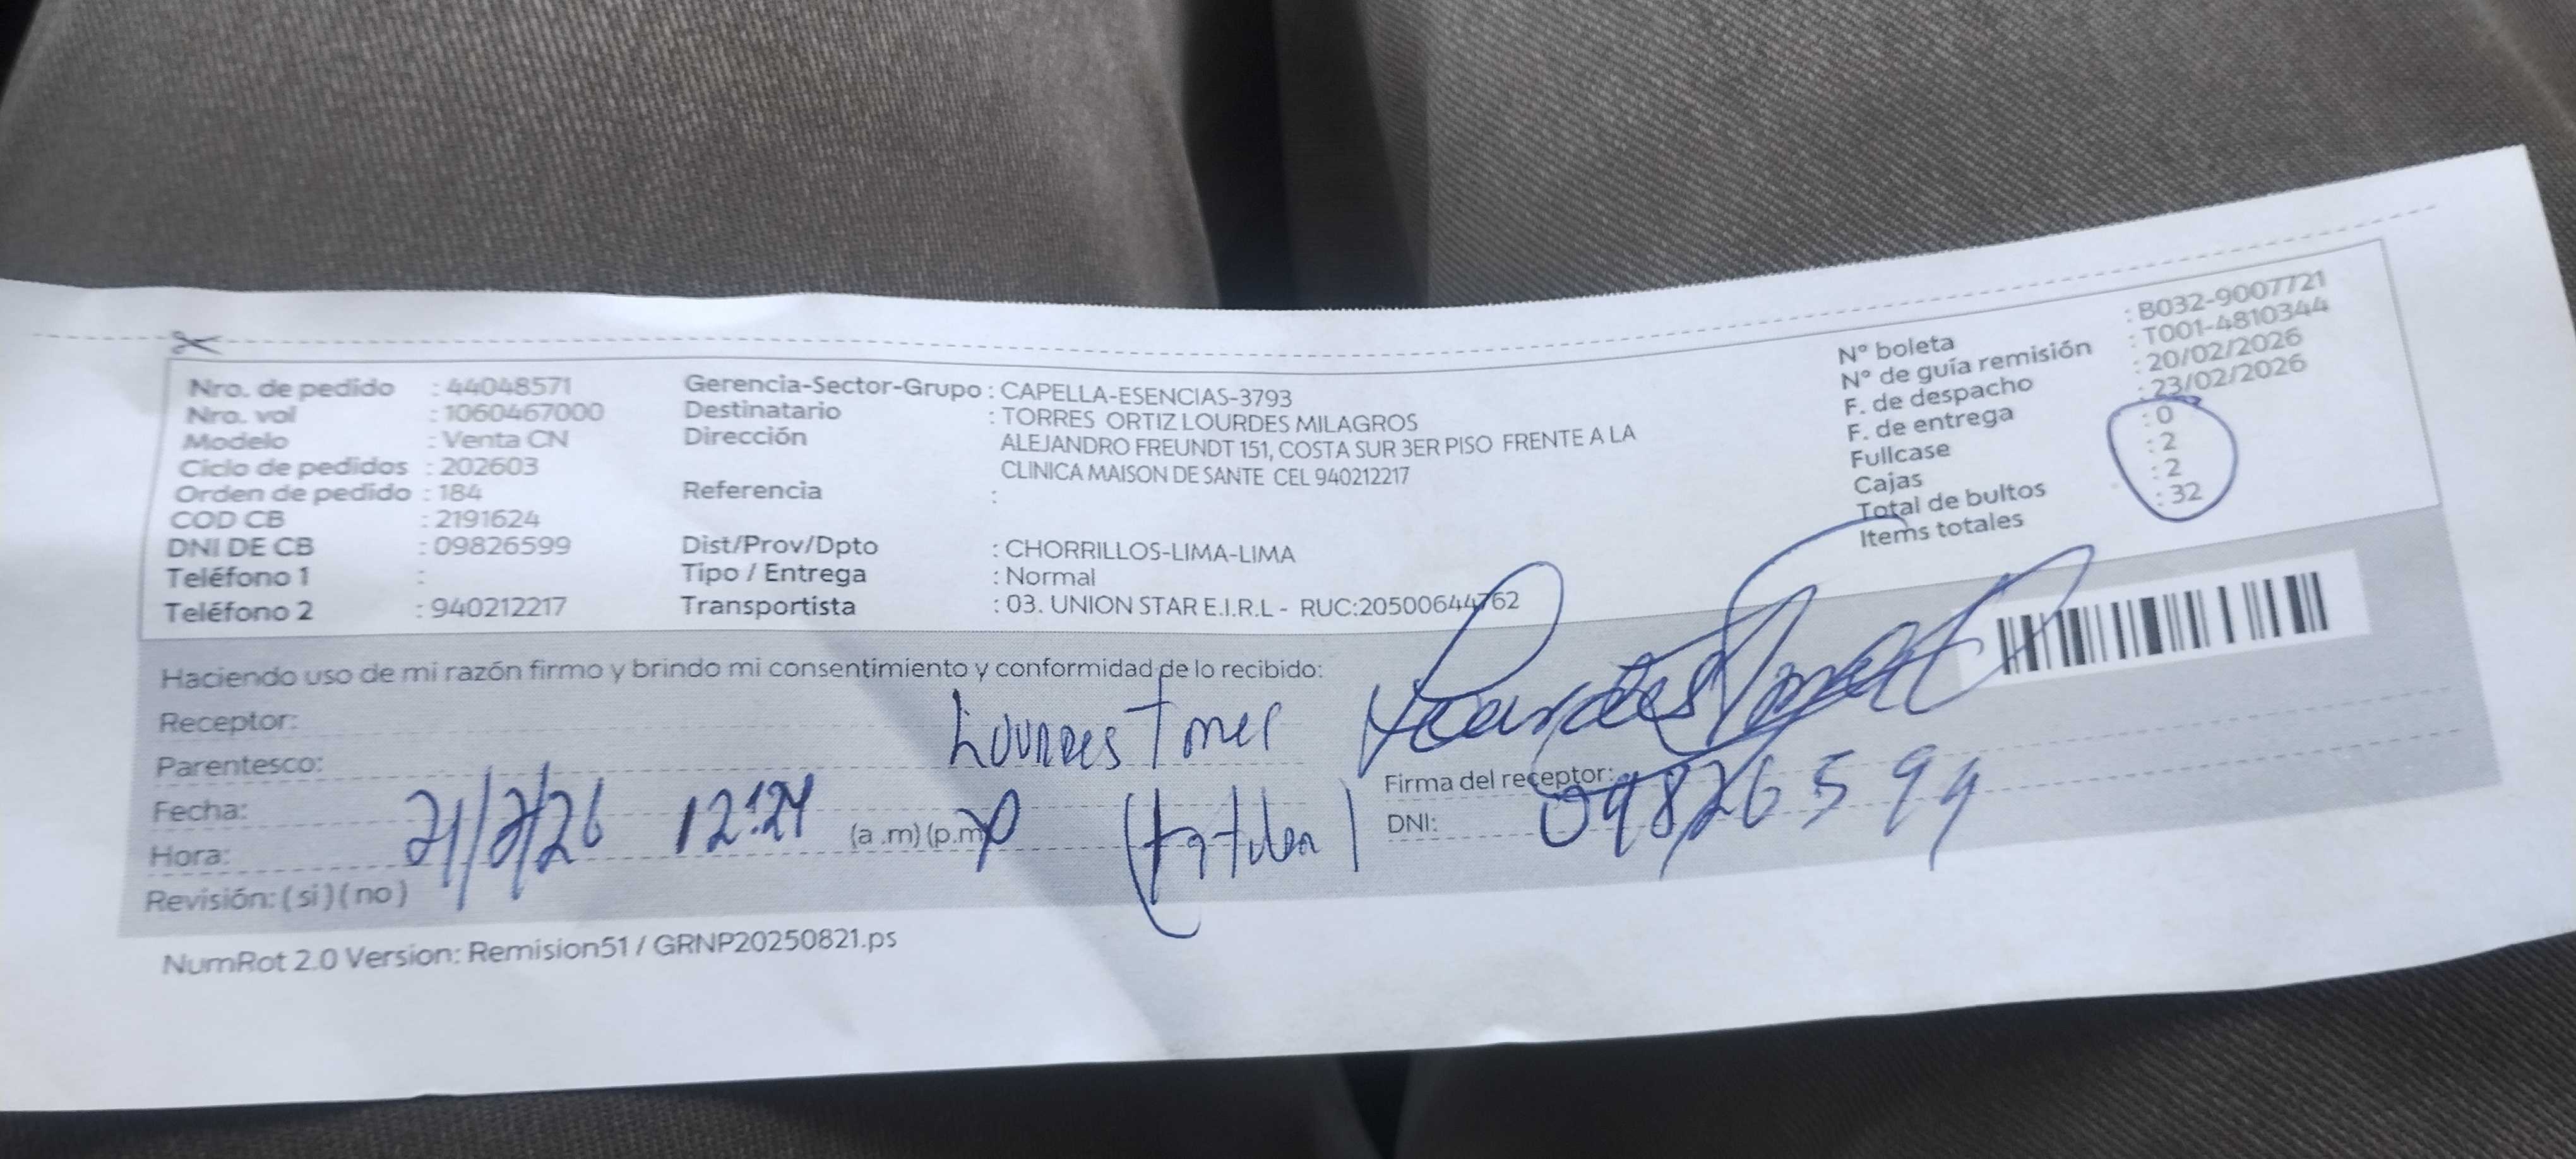 Nro. de pedido : 44048571
Nro. vol : 1060467000
Modelo : Venta CN
Ciclo de pedidos : 202603
Orden de pedido : 184
COD CB : 2191624
DNI DE CB : 09826599
Teléfono 1 :
Teléfono 2 : 940212217
Gerencia-Sector-Grupo : CAPELLA-ESENCIAS-3793
Destinatario : TORRES ORTIZ LOURDES MILAGROS
Dirección ALEJANDRO FREUNDT 151, COSTA SUR 3ER PISO FRENTE A LA
CLINICA MAISON DE SANTE CEL 940212217
Referencia :
Dist/Prov/Dpto : CHORRILLOS-LIMA-LIMA
Tipo / Entrega : Normal
Transportista : 03. UNION STAR E.I.R.L - RUC:20500644762
N° boleta : B032-9007721
N° de guía remisión : T001-4810344
F. de despacho : 20/02/2026
F. de entrega : 23/02/2026
Fullcase : 0
Cajas : 2
Total de bultos : 2
Items totales : 32
Haciendo uso de mi razón firmo y brindo mi consentimiento y conformidad de lo recibido:
Receptor: Lourdes
Parentesco:
Fecha: 21/2/26
Hora: 12:24 (a.m) (p.m)
Revisión: ( si ) ( no )
Firma del receptor:
DNI: 09826599
NumRot 2.0 Version: Remision51 / GRNP20250821.ps